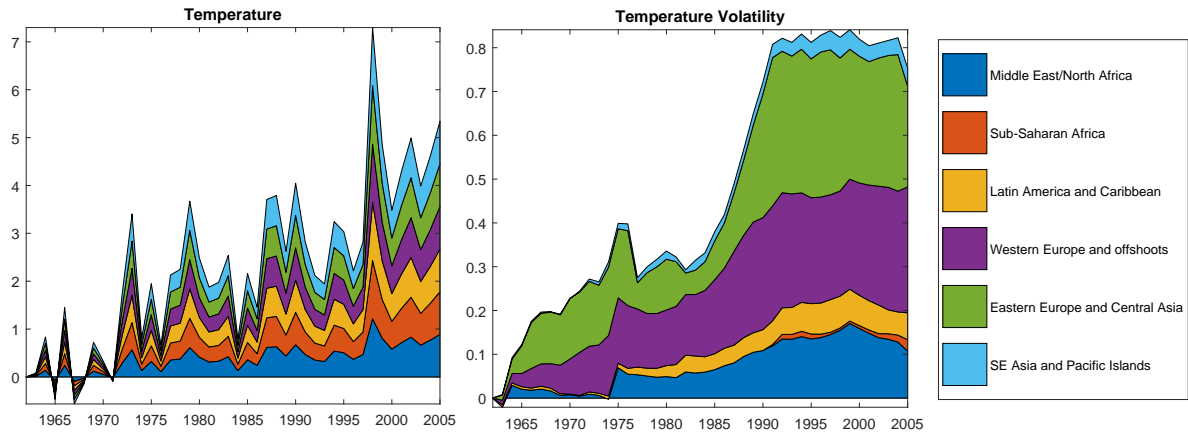 Temperature
7
6
5
4
3
2
1
0
1965 1970 1975 1980 1985 1990 1995 2000 2005
Temperature Volatility
0.8
0.7
0.6
0.5
0.4
0.3
0.2
0.1
0
1965 1970 1975 1980 1985 1990 1995 2000 2005
Middle East/North Africa
Sub-Saharan Africa
Latin America and Caribbean
Western Europe and offshoots
Eastern Europe and Central Asia
SE Asia and Pacific Islands